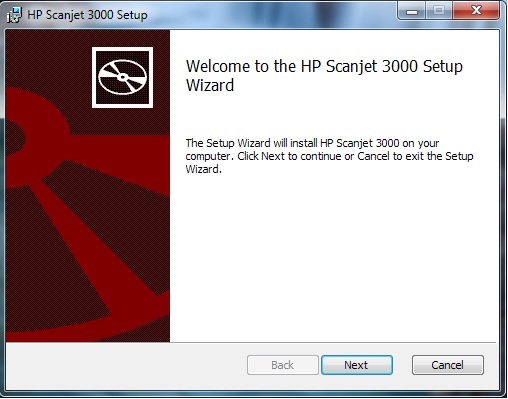 HP Scanjet 3000 Setup
Welcome to the HP Scanjet 3000 Setup
Wizard
The Setup Wizard will install HP Scanjet 3000 on your
computer. Click Next to continue or Cancel to exit the Setup
Wizard.
Back
Next
Cancel